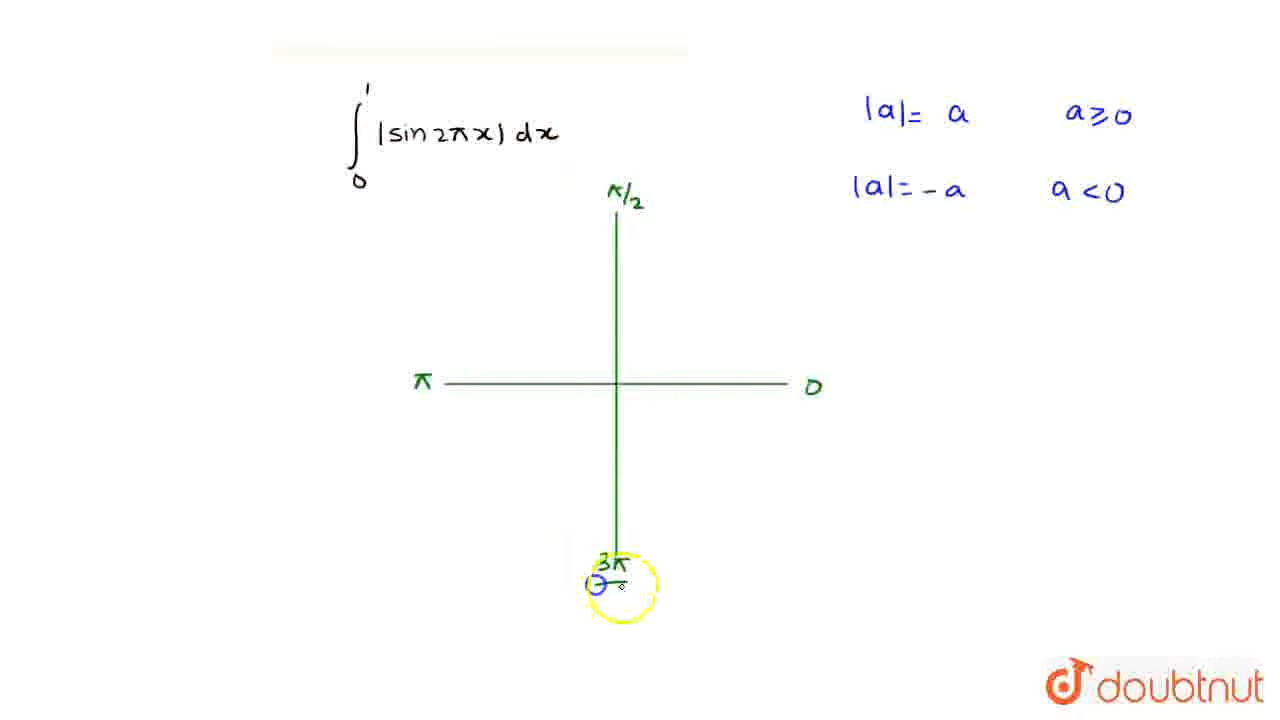 ∫₀¹ |sin 2πx| dx
|a| = a a ≥ 0
|a| = -a a < 0
π/2
π
0
3π
doubtnut